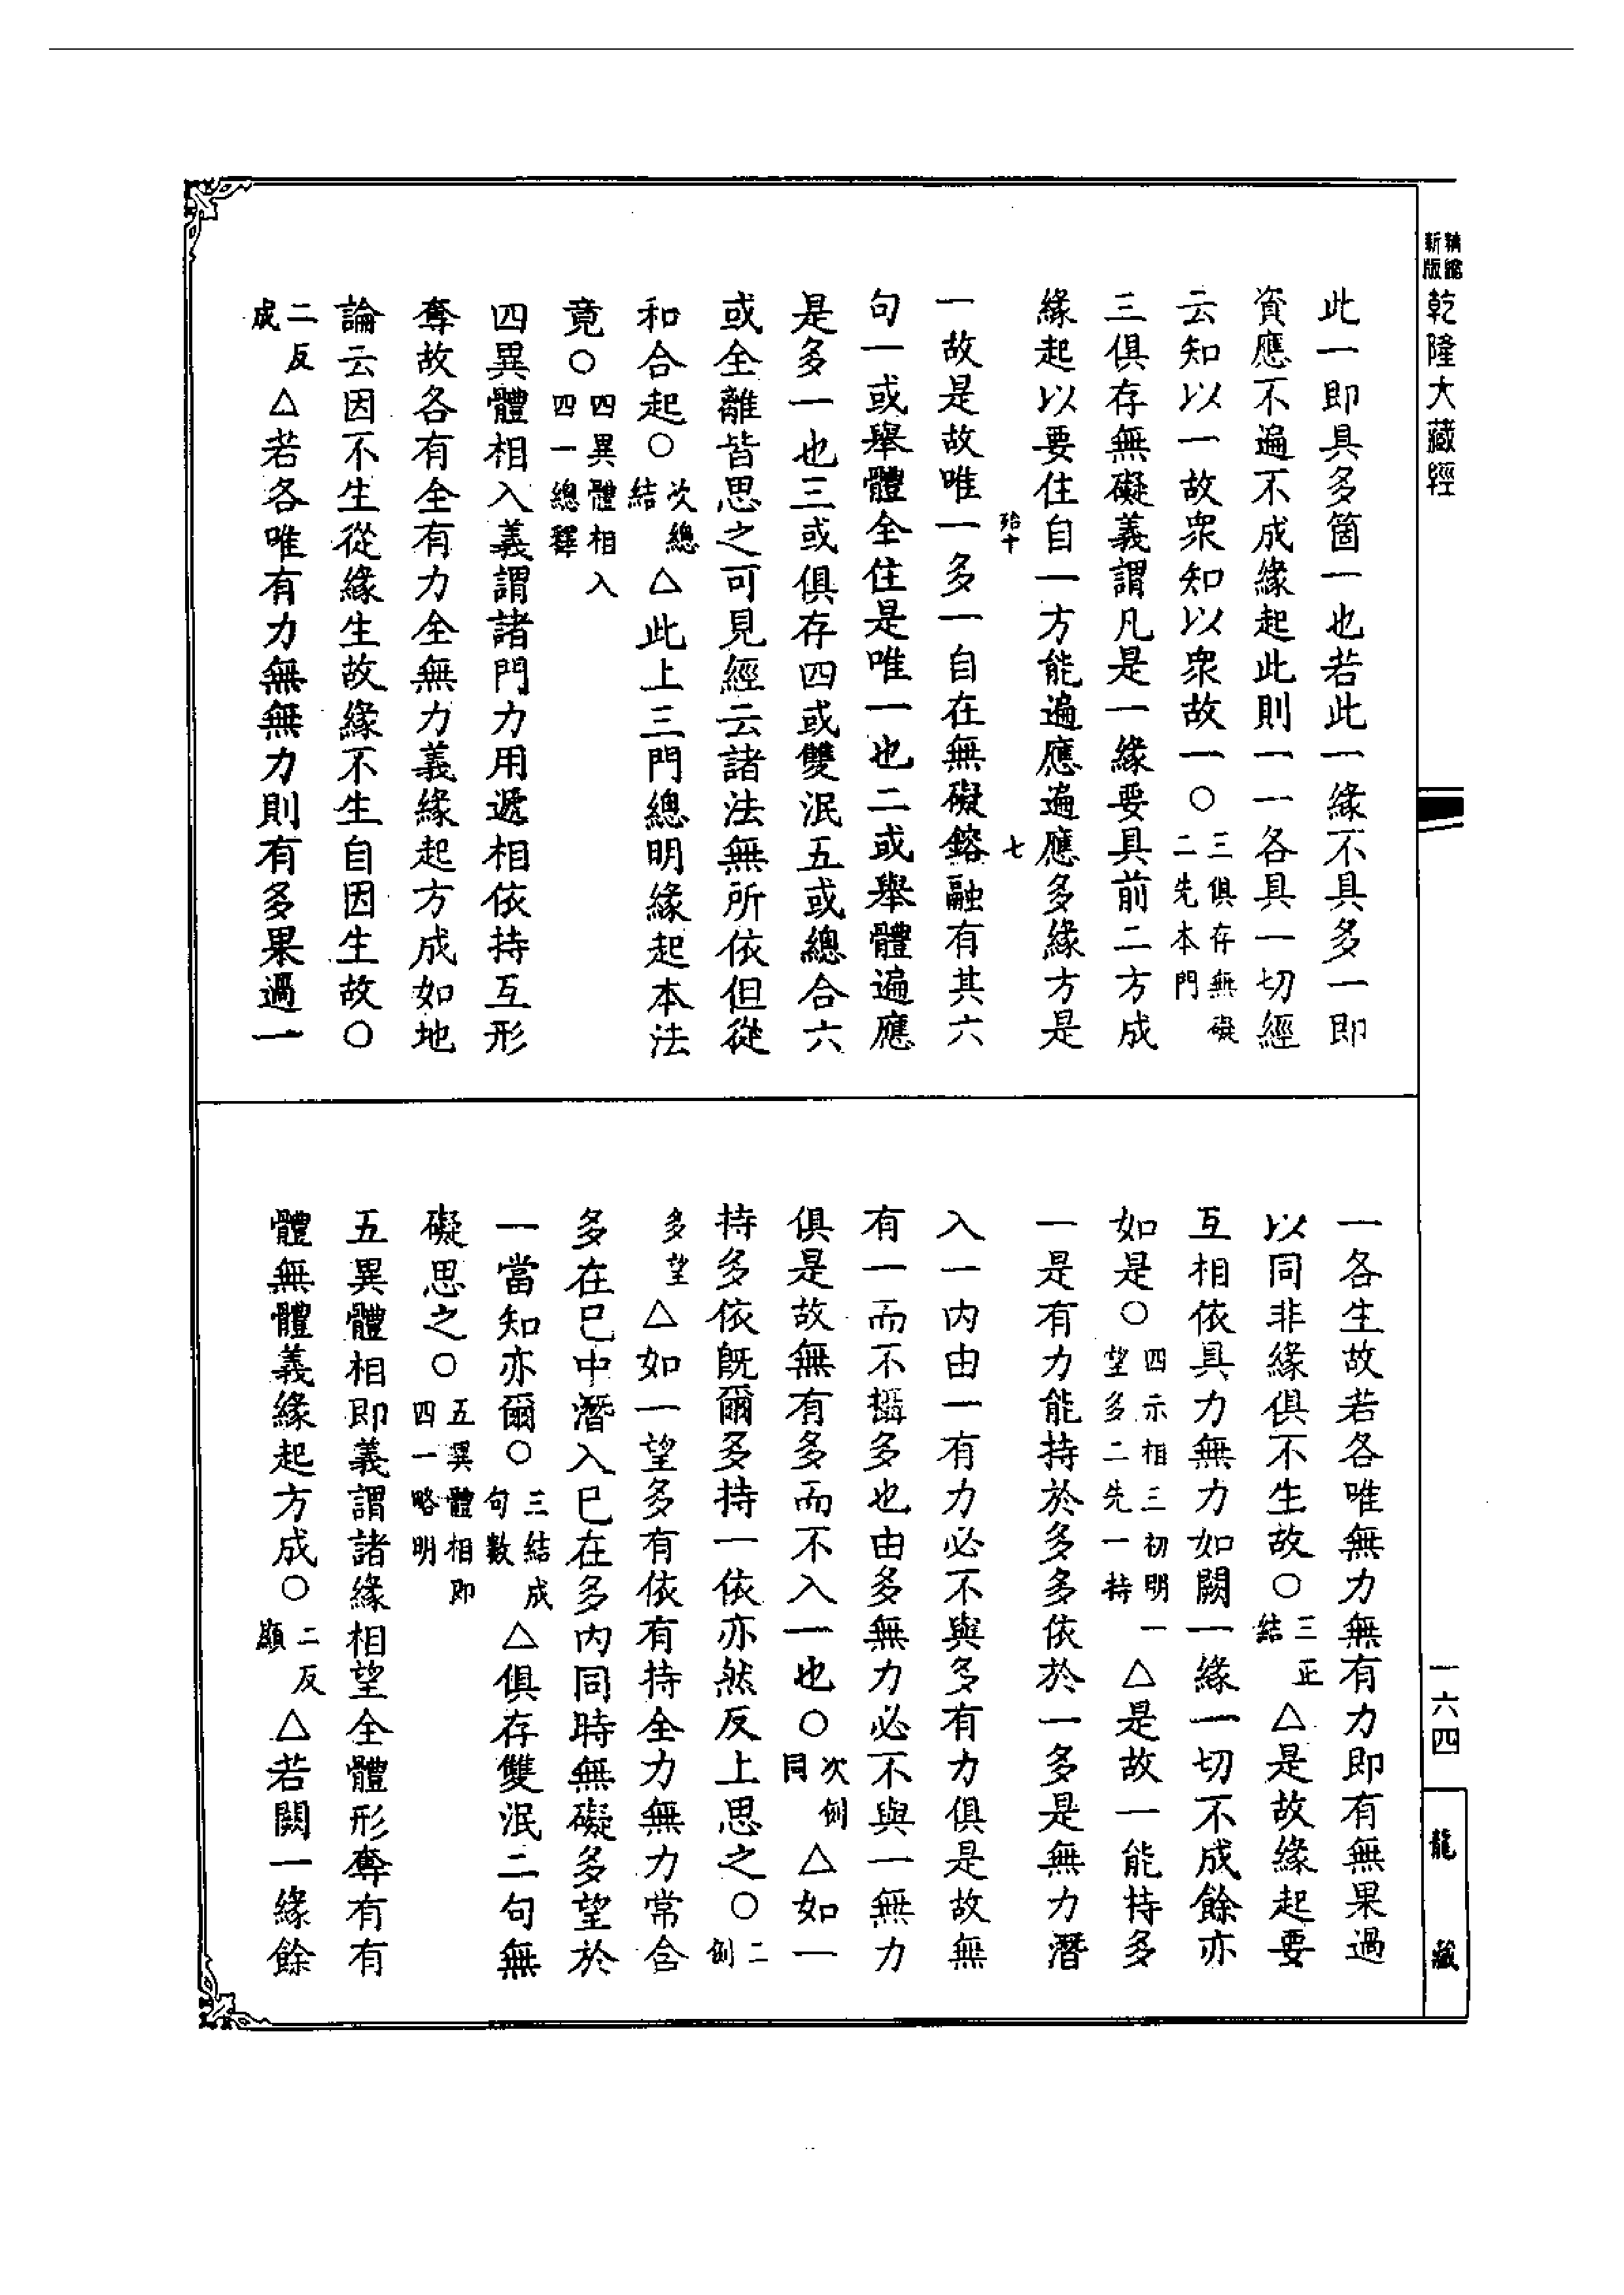 精縮新版
乾隆大藏經
此一即具多箇一也若此一緣不具多一即
資應不遍不成緣起此則一一各具一切經
云知以一故衆知以衆故一○三俱存無礙二先本門
三俱存無礙義謂凡是一緣要具前二方成
緣起以要住自一方能遍應遍應多緣方是
殆十 七
一故是故唯一多一自在無礙鎔融有其六
句一或舉體全住是唯一也二或舉體遍應
是多一也三或俱存四或雙泯五或總合六
或全離皆思之可見經云諸法無所依但從
和合起○次總結△此上三門總明緣起本法
竟○四異體相入四一總釋
四異體相入義謂諸門力用遞相依持互形
奪故各有全有力全無力義緣起方成如地
論云因不生從緣生故緣不生自因生故○
二反成△若各唯有力無無力則有多果過一
一各生故若各唯無力無有力即有無果過
以同非緣俱不生故○三正結△是故緣起要
互相依具力無力如闕一緣一切不成餘亦
如是○四示相三初明一望多二先一持△是故一能持多
一是有力能持於多多依於一多是無力潛
入一內由一有力必不與多有力俱是故無
有一而不攝多也由多無力必不與一無力
俱是故無有多而不入一也○次例同△如一
持多依既爾多持一依亦然反上思之○二例
多望△如一望多有依有持全力無力常含
多在已中潛入已在多內同時無礙多望於
一當知亦爾○三結成句數△俱存雙泯二句無
礙思之○五異體相即四一略明
五異體相即義謂諸緣相望全體形奪有有
體無體義緣起方成○二反顯△若闕一緣餘
一六四
龍藏